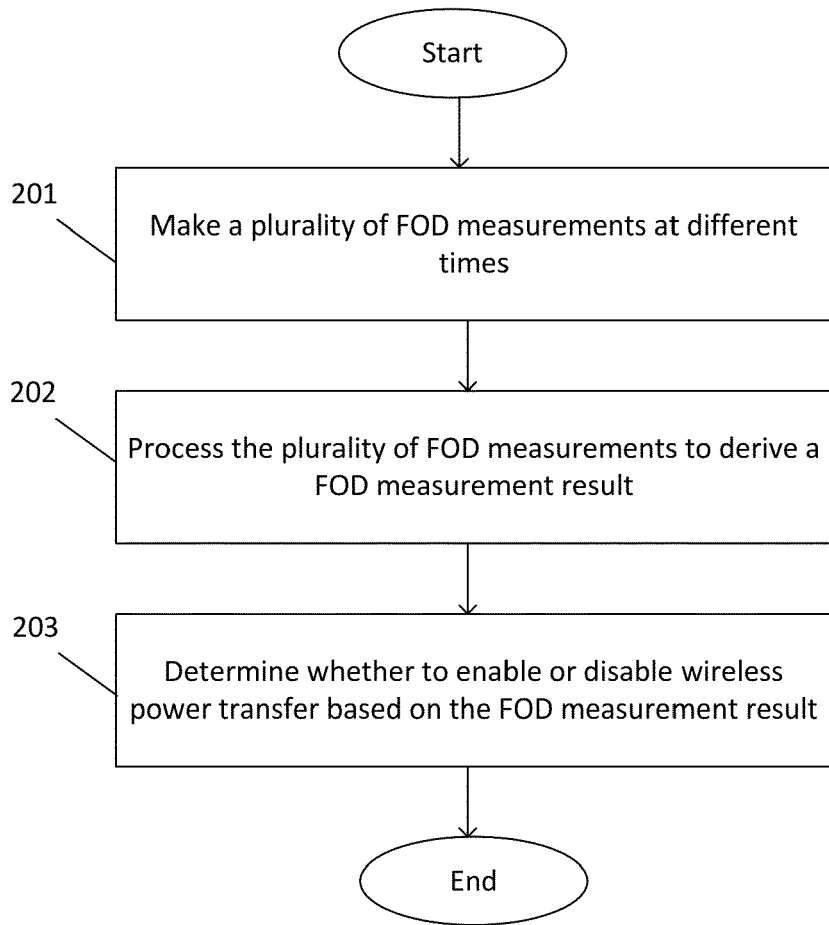 Start
201
Make a plurality of FOD measurements at different
times
202
Process the plurality of FOD measurements to derive a
FOD measurement result
203
Determine whether to enable or disable wireless
power transfer based on the FOD measurement result
End